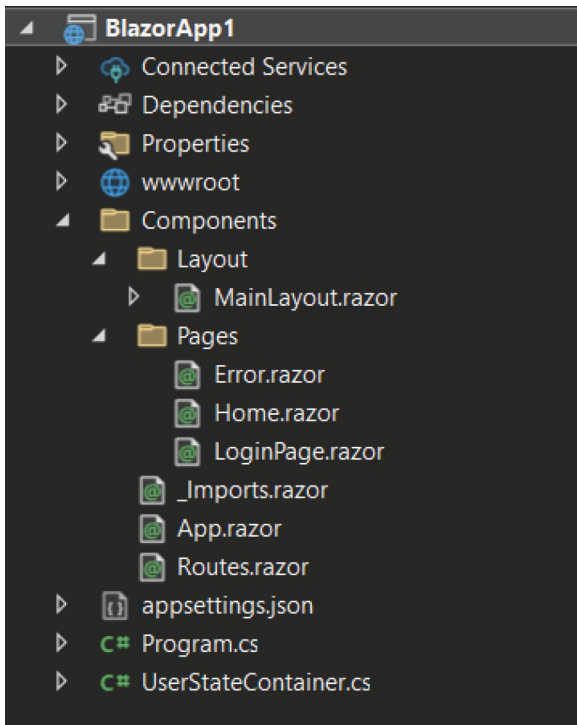 BlazorApp1
Connected Services
Dependencies
Properties
wwwroot
Components
Layout
MainLayout.razor
Pages
Error.razor
Home.razor
LoginPage.razor
_Imports.razor
App.razor
Routes.razor
appsettings.json
C# Program.cs
C# UserStateContainer.cs